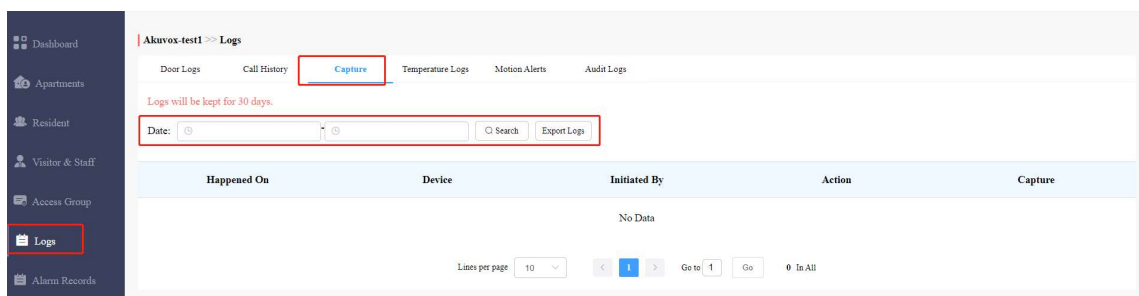 Dashboard
Apartments
Resident
Visitor & Staff
Access Group
Logs
Alarm Records
Akuvox-test1 >> Logs
Door Logs Call History Capture Temperature Logs Motion Alerts Audit Logs
Logs will be kept for 30 days.
Date: - Search Export Logs
Happened On Device Initiated By Action Capture
No Data
Lines per page 10 < 1 > Go to 1 Go 0 In All